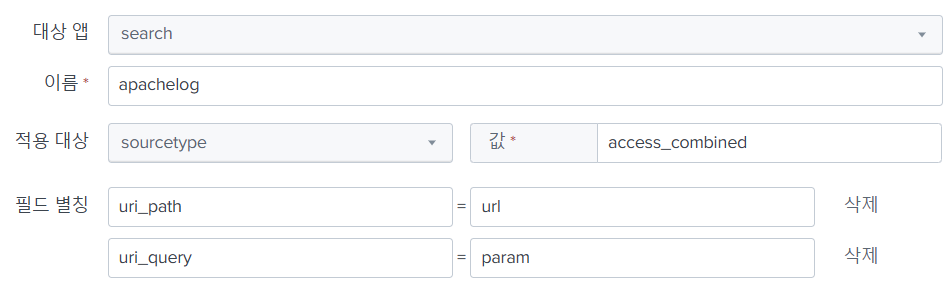 대상 앱 search
이름 * apachelog
적용 대상 sourcetype 값 * access_combined
필드 별칭 uri_path = url 삭제
uri_query = param 삭제